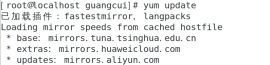 [root@localhost guangcai]# yum update
已加载插件：fastestmirror, langpacks
Loading mirror speeds from cached hostfile
 * base: mirrors.tuna.tsinghua.edu.cn
 * extras: mirrors.huaweicloud.com
 * updates: mirrors.aliyun.com